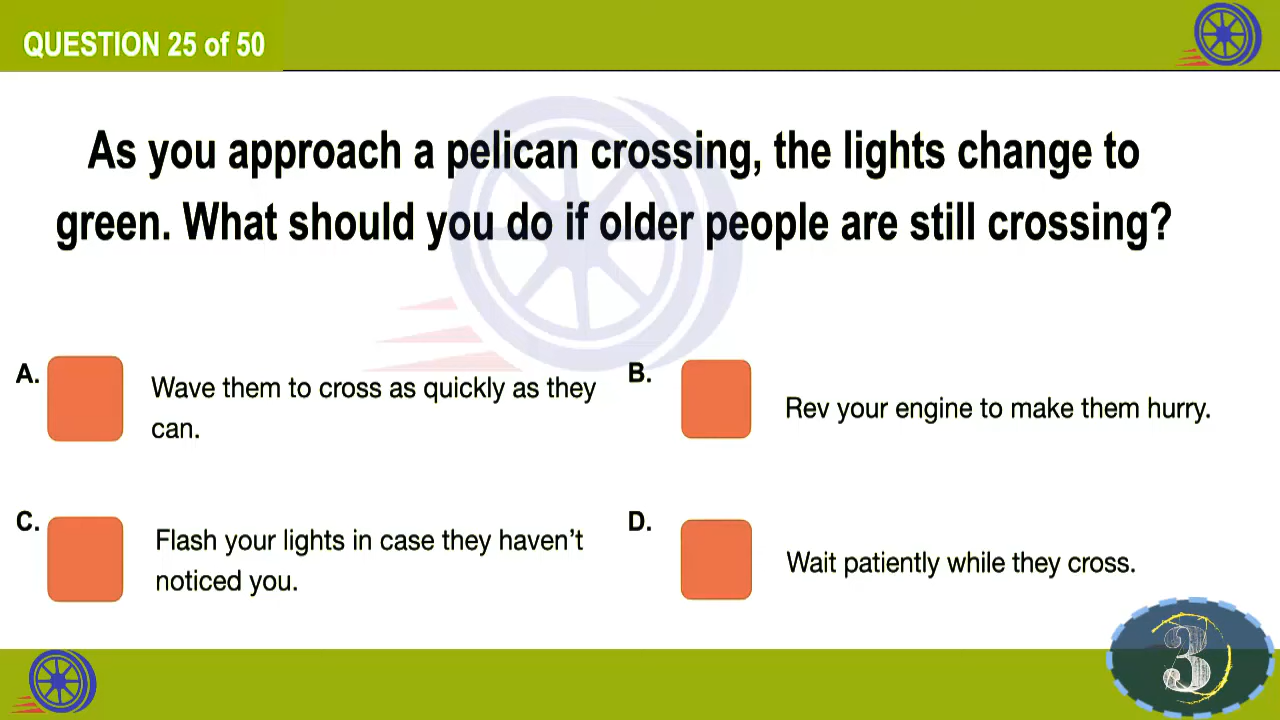 QUESTION 25 of 50
As you approach a pelican crossing, the lights change to
green. What should you do if older people are still crossing?
A.
Wave them to cross as quickly as they
can.
B.
Rev your engine to make them hurry.
C.
Flash your lights in case they haven't
noticed you.
D.
Wait patiently while they cross.
3